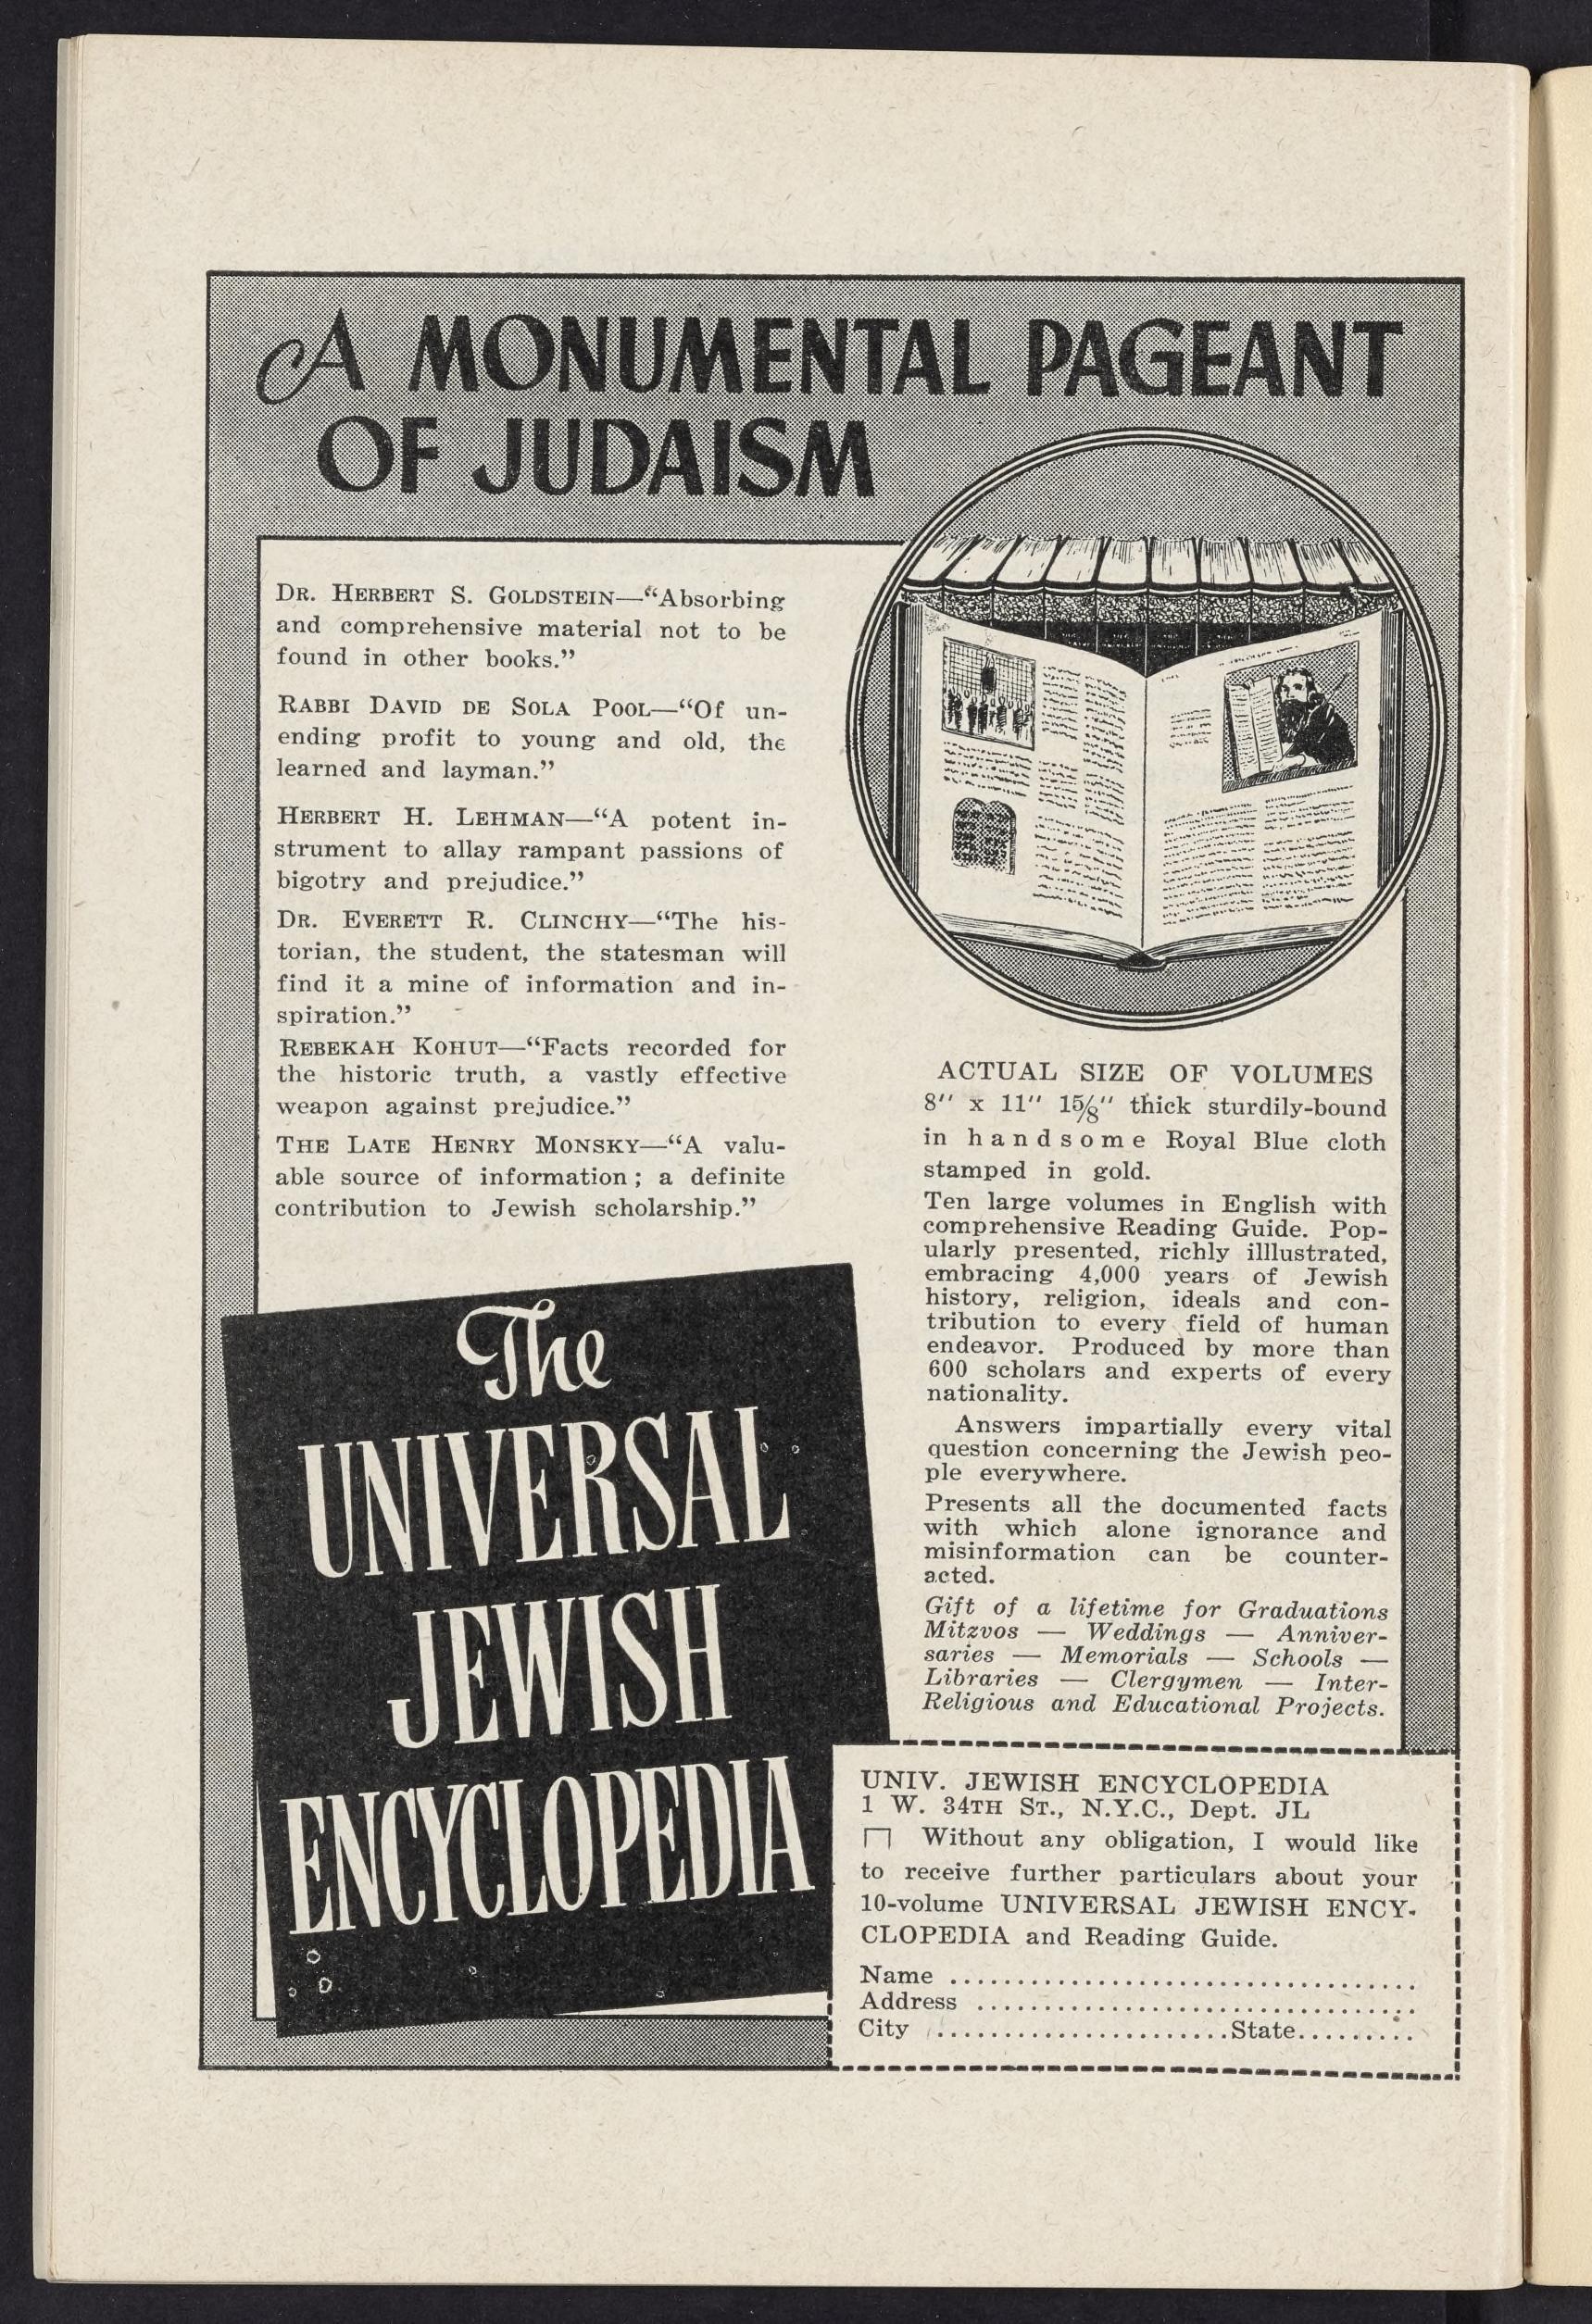 A MONUMENTAL PAGEANT
OF JUDAISM
DR. HERBERT S. GOLDSTEIN—“Absorbing
and comprehensive material not to be
found in other books.”
RABBI DAVID DE SOLA POOL—“Of un-
ending profit to young and old, the
learned and layman.”
HERBERT H. LEHMAN—“A potent in-
strument to allay rampant passions of
bigotry and prejudice.”
DR. EVERETT R. CLINCHY—“The his-
torian, the student, the statesman will
find it a mine of information and in-
spiration.”
REBEKAH KOHUT—“Facts recorded for
the historic truth, a vastly effective
weapon against prejudice.”
THE LATE HENRY MONSKY—“A valu-
able source of information; a definite
contribution to Jewish scholarship.”
The
UNIVERSAL
JEWISH
ENCYCLOPEDIA
ACTUAL SIZE OF VOLUMES
8" x 11" 1⅝" thick sturdily-bound
in handsome Royal Blue cloth
stamped in gold.
Ten large volumes in English with
comprehensive Reading Guide. Pop-
ularly presented, richly illlustrated,
embracing 4,000 years of Jewish
history, religion, ideals and con-
tribution to every field of human
endeavor. Produced by more than
600 scholars and experts of every
nationality.
Answers impartially every vital
question concerning the Jewish peo-
ple everywhere.
Presents all the documented facts
with which alone ignorance and
misinformation can be counter-
acted.
Gift of a lifetime for Graduations
Mitzvos — Weddings — Anniver-
saries — Memorials — Schools —
Libraries — Clergymen — Inter-
Religious and Educational Projects.
UNIV. JEWISH ENCYCLOPEDIA
1 W. 34TH ST., N.Y.C., Dept. JL
Without any obligation, I would like
to receive further particulars about your
10-volume UNIVERSAL JEWISH ENCY-
CLOPEDIA and Reading Guide.
Name ...................................
Address .................................
City ......................State.........